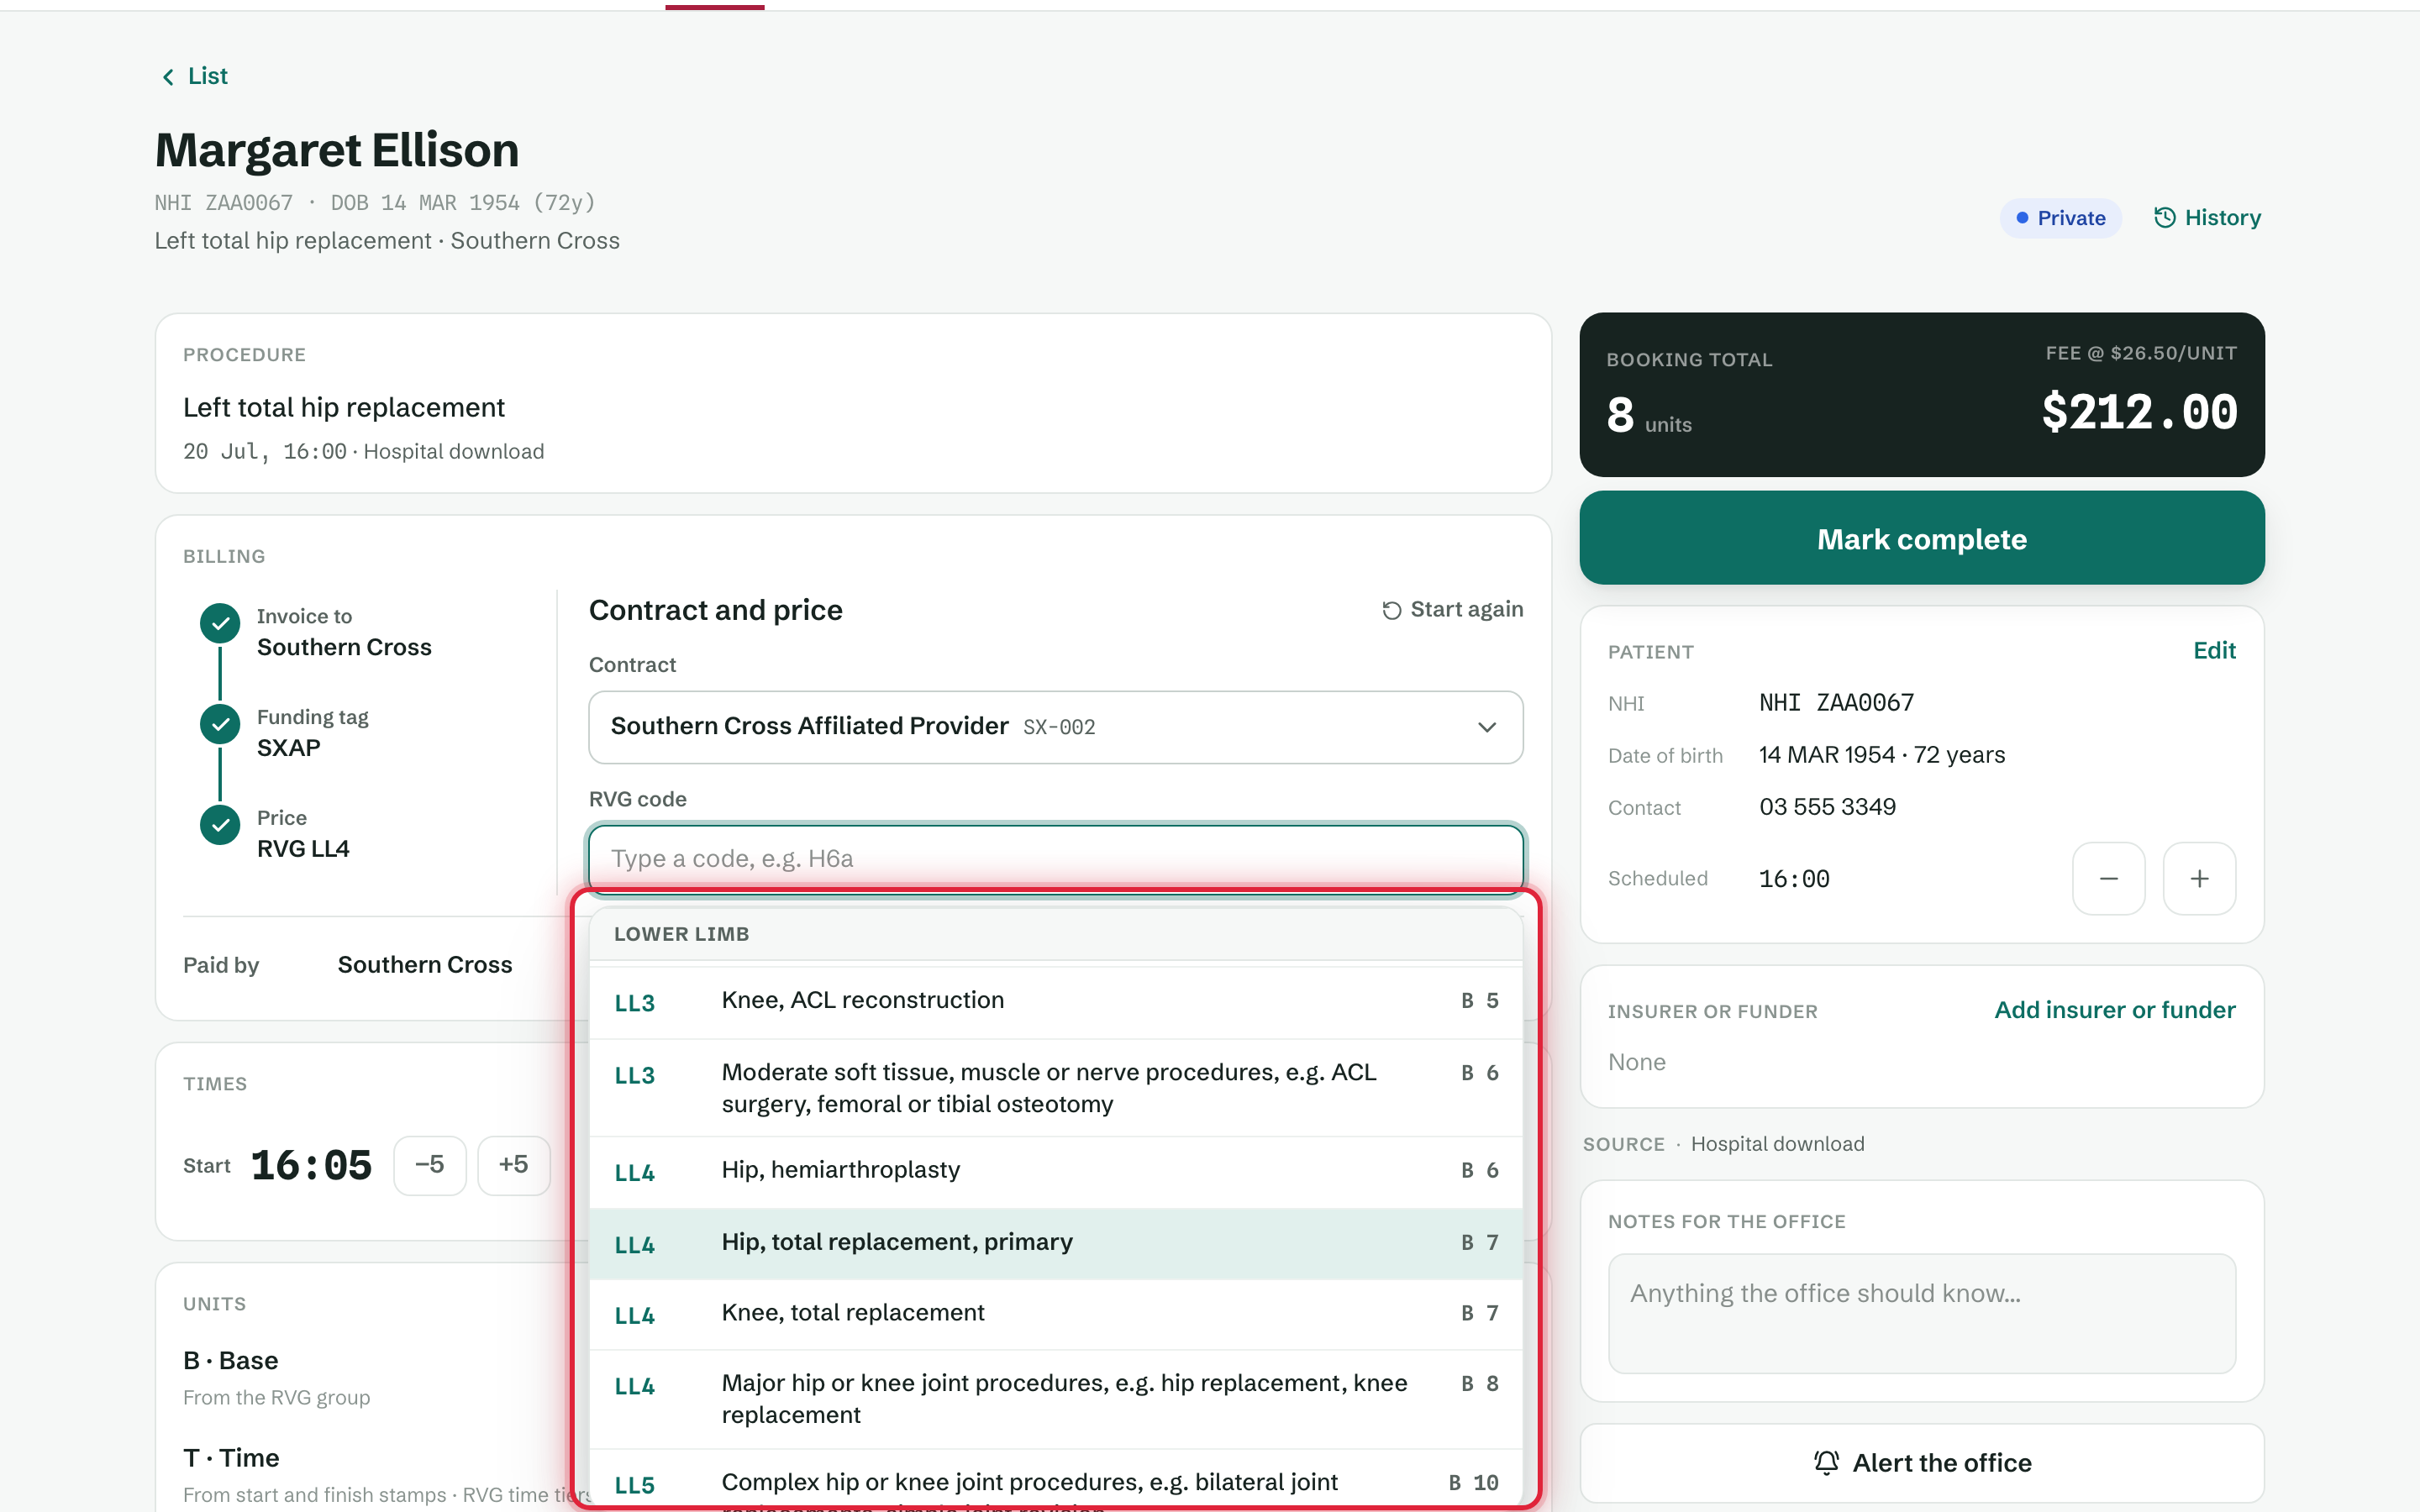 List
Margaret Ellison
NHI ZAA0067 · DOB 14 MAR 1954 (72y)
Left total hip replacement · Southern Cross
Private
History
PROCEDURE
Left total hip replacement
20 Jul, 16:00 · Hospital download
BILLING
Invoice to
Southern Cross
Funding tag
SXAP
Price
RVG LL4
Contract and price
Start again
Contract
Southern Cross Affiliated Provider SX-002
RVG code
Type a code, e.g. H6a
LOWER LIMB
LL3 Knee, ACL reconstruction B 5
LL3 Moderate soft tissue, muscle or nerve procedures, e.g. ACL B 6
surgery, femoral or tibial osteotomy
LL4 Hip, hemiarthroplasty B 6
LL4 Hip, total replacement, primary B 7
LL4 Knee, total replacement B 7
LL4 Major hip or knee joint procedures, e.g. hip replacement, knee B 8
replacement
LL5 Complex hip or knee joint procedures, e.g. bilateral joint B 10
Paid by Southern Cross
TIMES
Start 16:05 −5 +5
UNITS
B · Base
From the RVG group
T · Time
From start and finish stamps · RVG time tiers
BOOKING TOTAL
8 units
FEE @ $26.50/UNIT
$212.00
Mark complete
PATIENT
Edit
NHI NHI ZAA0067
Date of birth 14 MAR 1954 · 72 years
Contact 03 555 3349
Scheduled 16:00 − +
INSURER OR FUNDER
Add insurer or funder
None
SOURCE · Hospital download
NOTES FOR THE OFFICE
Anything the office should know...
Alert the office